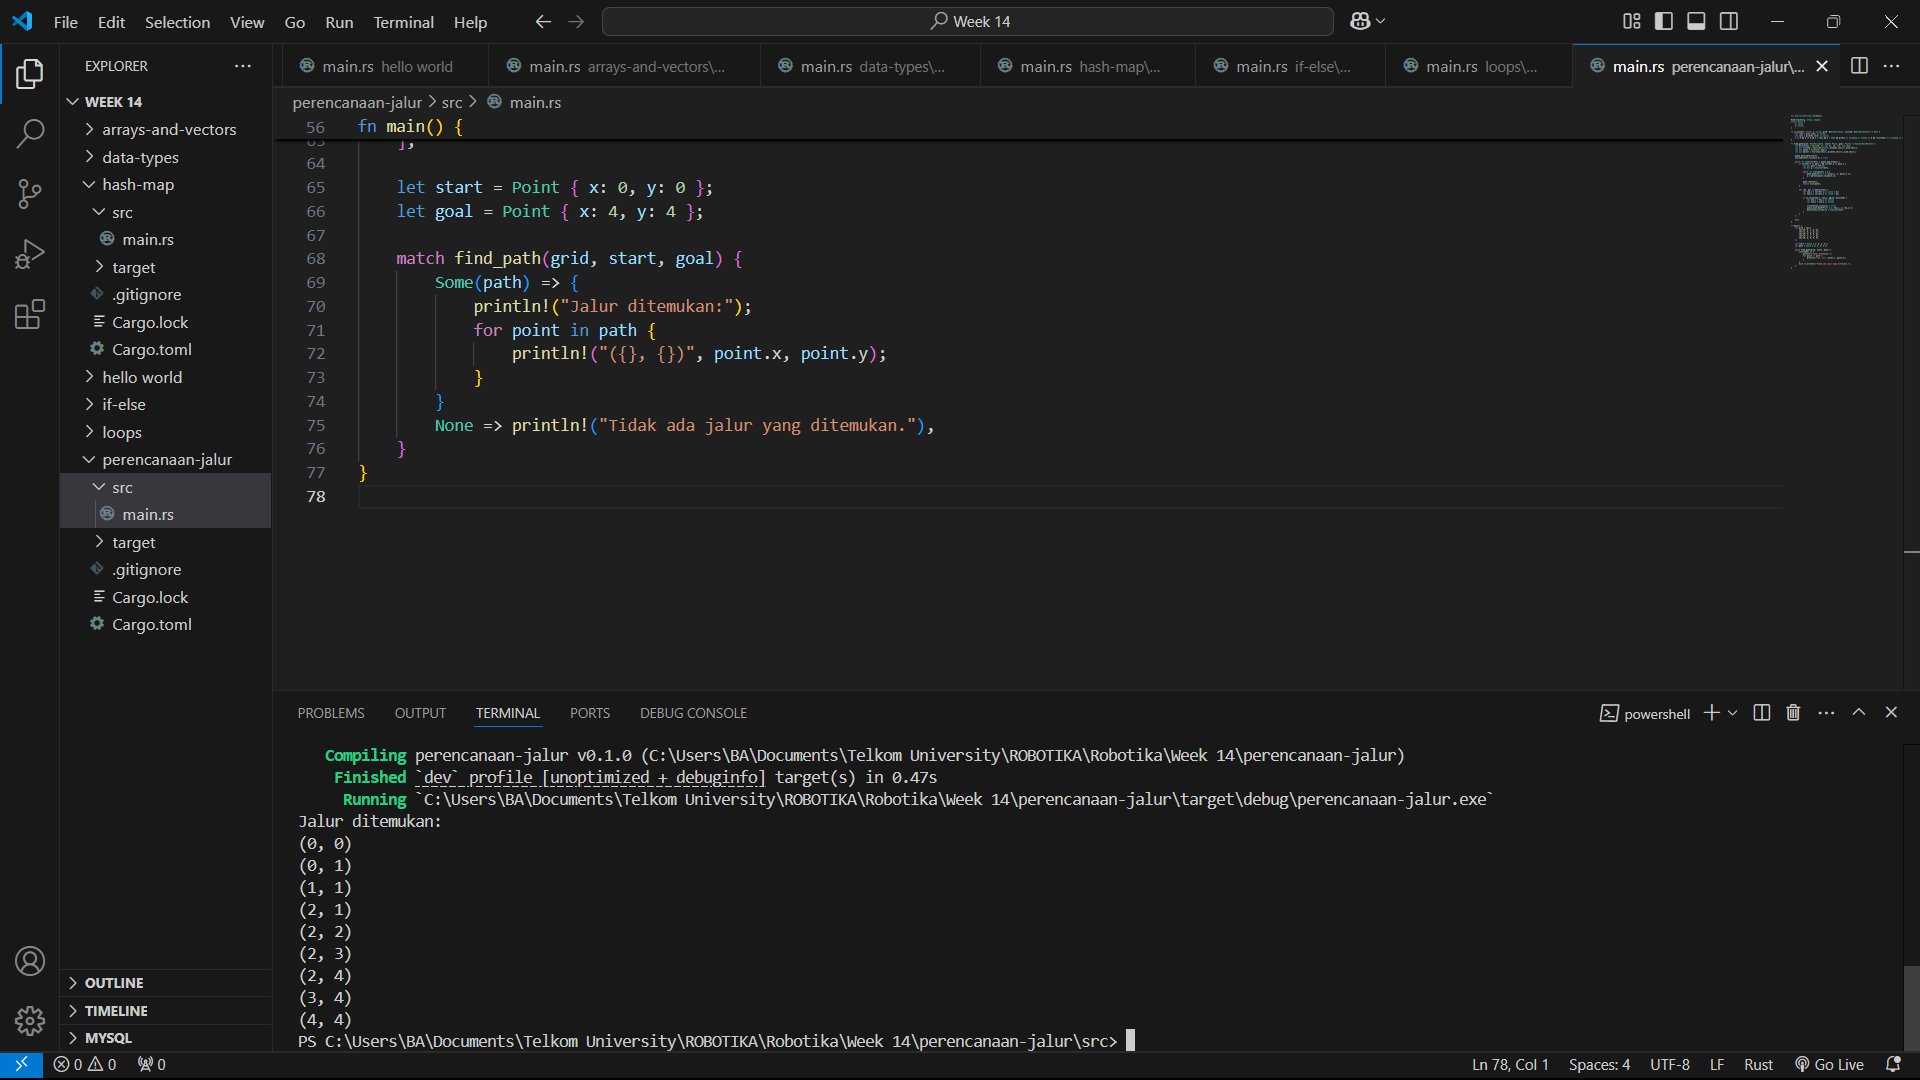 File Edit Selection View Go Run Terminal Help
Week 14
EXPLORER
main.rs hello world
main.rs arrays-and-vectors\...
main.rs data-types\...
main.rs hash-map\...
main.rs if-else\...
main.rs loops\...
main.rs perencanaan-jalur\...
WEEK 14
arrays-and-vectors
data-types
hash-map
src
main.rs
target
.gitignore
Cargo.lock
Cargo.toml
hello world
if-else
loops
perencanaan-jalur
src
main.rs
target
.gitignore
Cargo.lock
Cargo.toml
OUTLINE
TIMELINE
MYSQL
perencanaan-jalur > src > main.rs
56 fn main() {
63 ];
64
65 let start = Point { x: 0, y: 0 };
66 let goal = Point { x: 4, y: 4 };
67
68 match find_path(grid, start, goal) {
69 Some(path) => {
70 println!("Jalur ditemukan:");
71 for point in path {
72 println!("({}, {})", point.x, point.y);
73 }
74 }
75 None => println!("Tidak ada jalur yang ditemukan."),
76 }
77 }
78
PROBLEMS OUTPUT TERMINAL PORTS DEBUG CONSOLE
powershell
Compiling perencanaan-jalur v0.1.0 (C:\Users\BA\Documents\Telkom University\ROBOTIKA\Robotika\Week 14\perencanaan-jalur)
Finished `dev` profile [unoptimized + debuginfo] target(s) in 0.47s
Running `C:\Users\BA\Documents\Telkom University\ROBOTIKA\Robotika\Week 14\perencanaan-jalur\target\debug\perencanaan-jalur.exe`
Jalur ditemukan:
(0, 0)
(0, 1)
(1, 1)
(2, 1)
(2, 2)
(2, 3)
(2, 4)
(3, 4)
(4, 4)
PS C:\Users\BA\Documents\Telkom University\ROBOTIKA\Robotika\Week 14\perencanaan-jalur\src>
0 0 0
Ln 78, Col 1 Spaces: 4 UTF-8 LF Rust Go Live